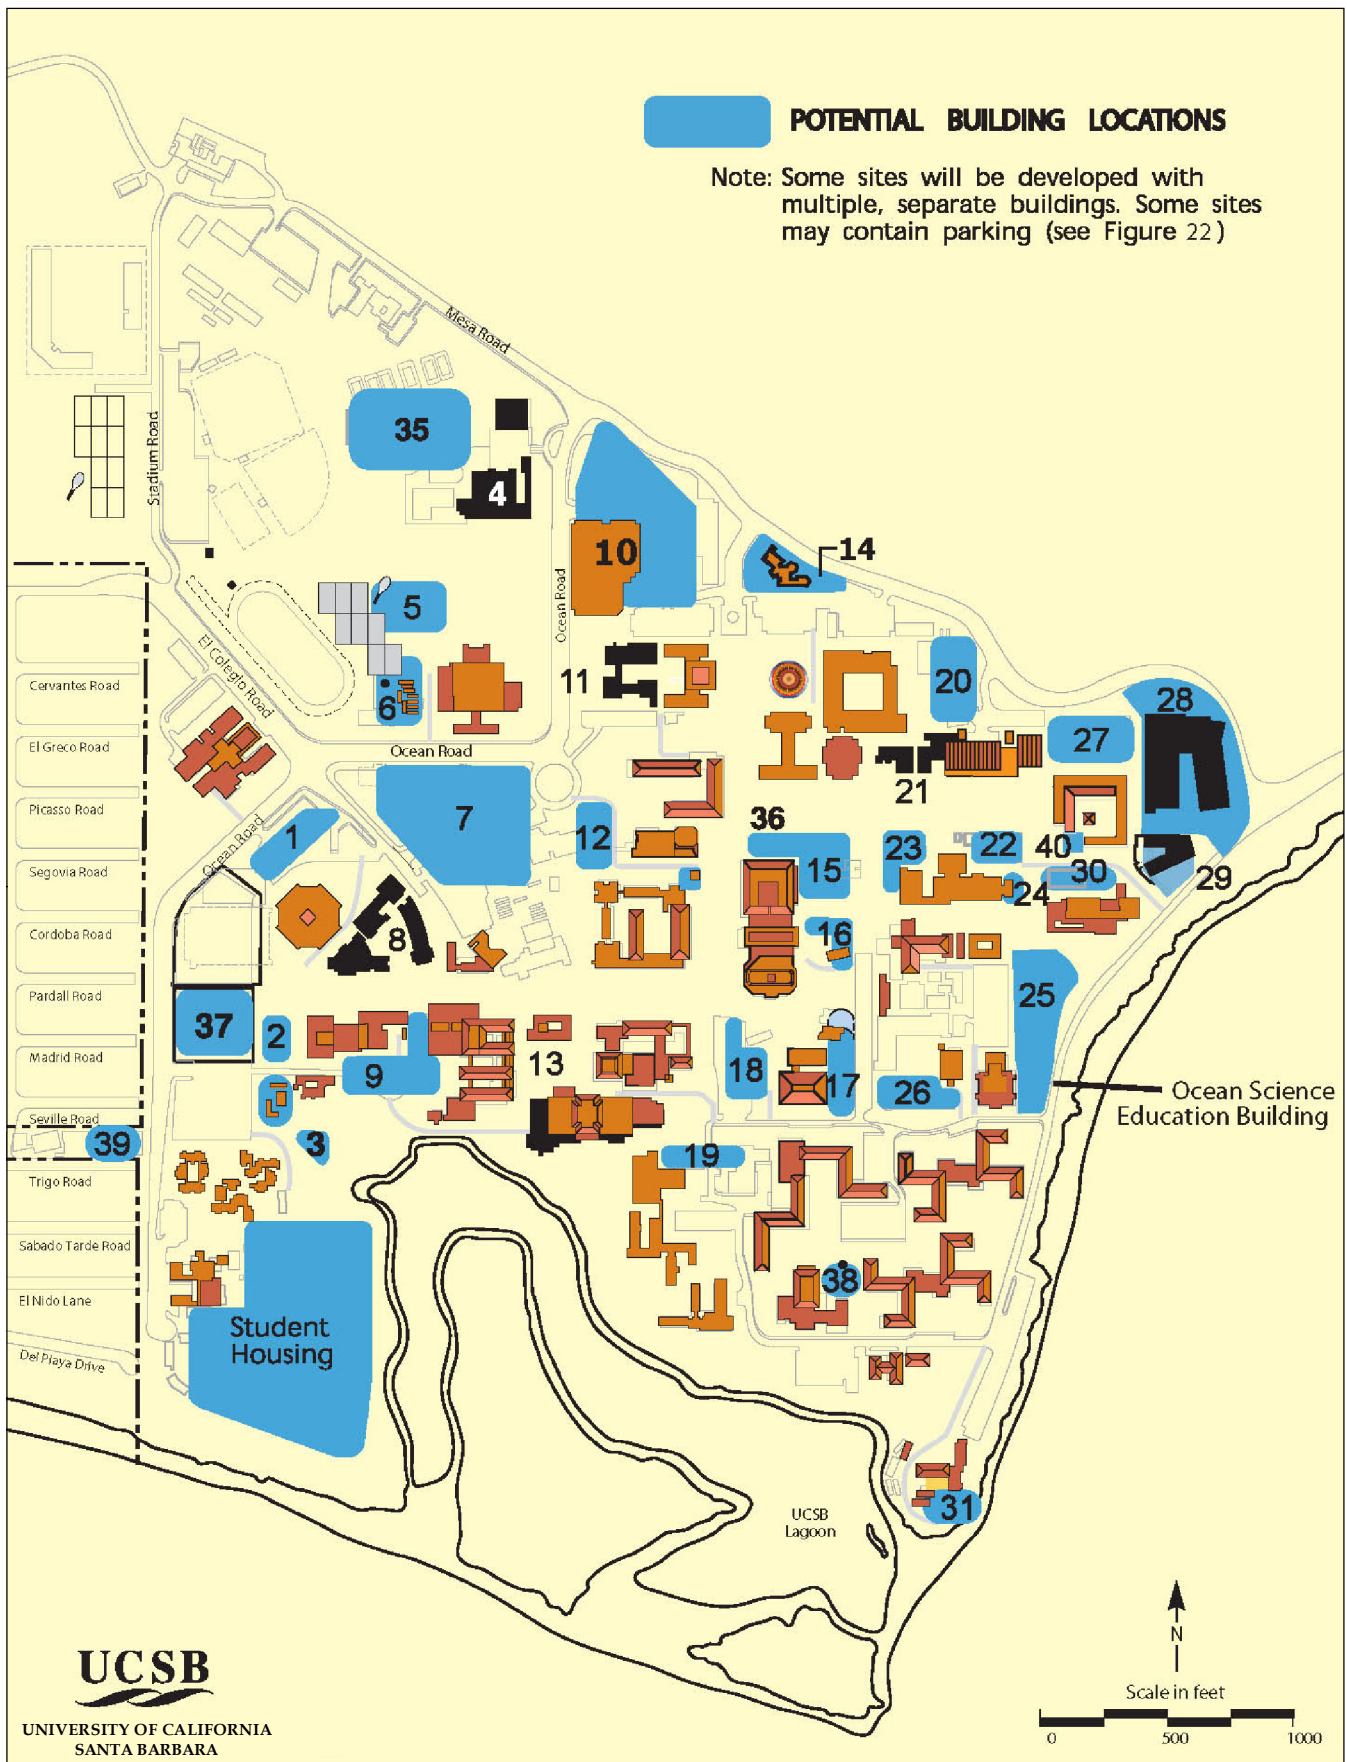 POTENTIAL BUILDING LOCATIONS
Note: Some sites will be developed with
multiple, separate buildings. Some sites
may contain parking (see Figure 22)
Mesa Road
Stadium Road
35
4
10
14
5
Ocean Road
El Colegio Road
11
6
20
28
Cervantes Road
El Greco Road
Ocean Road
27
21
Picasso Road
1
7
36
12
Ocean Road
15
23
22
40
30
24
29
Segovia Road
Cordoba Road
8
16
25
Pardall Road
37
2
13
Madrid Road
9
18
17
26
Ocean Science
Education Building
Seville Road
39
3
19
Trigo Road
Sabado Tarde Road
38
El Nido Lane
Student
Housing
Del Playa Drive
31
UCSB
Lagoon
N
Scale in feet
0 500 1000
UCSB
UNIVERSITY OF CALIFORNIA
SANTA BARBARA